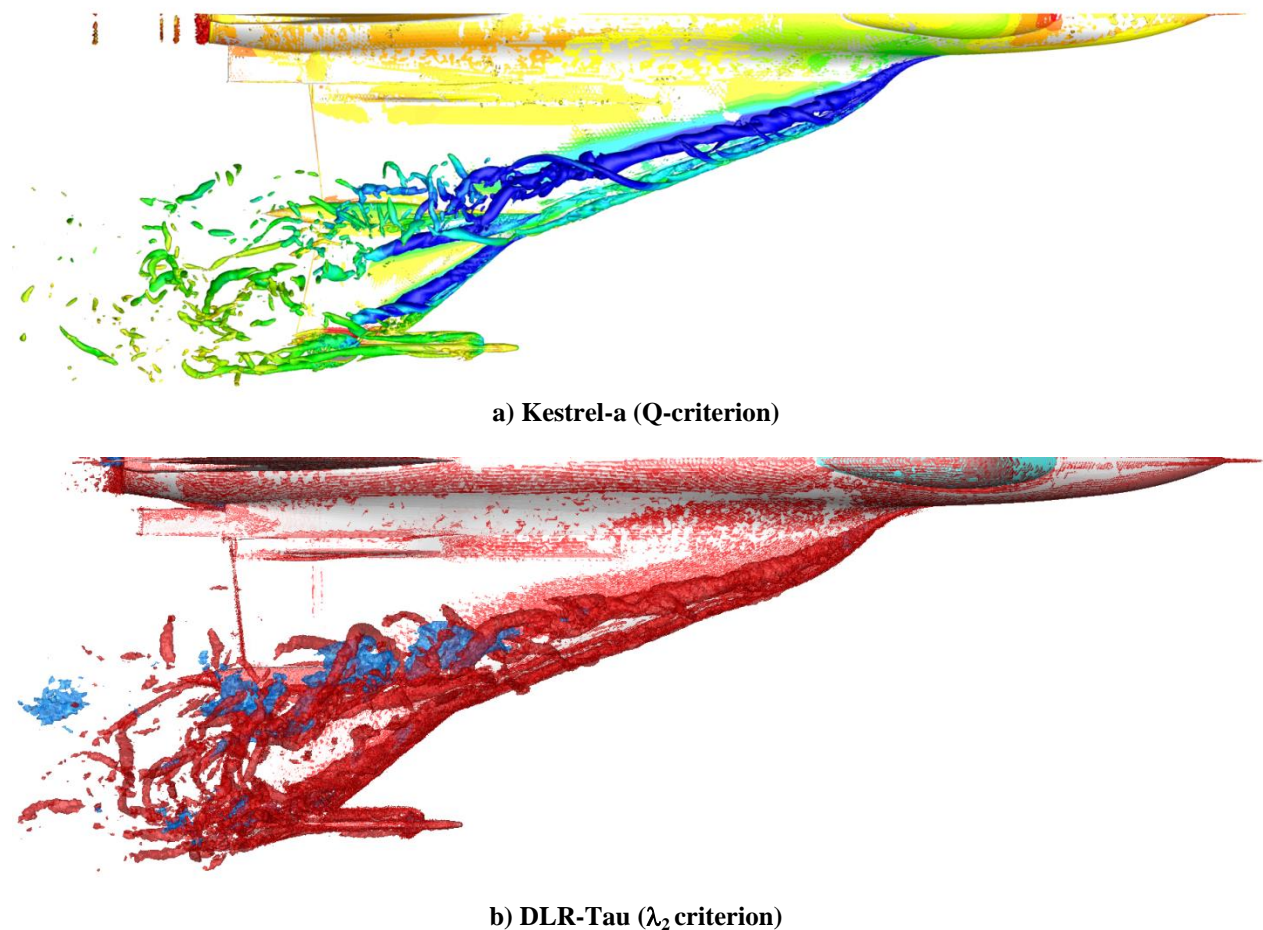 a) Kestrel-a (Q-criterion)
b) DLR-Tau (λ₂ criterion)